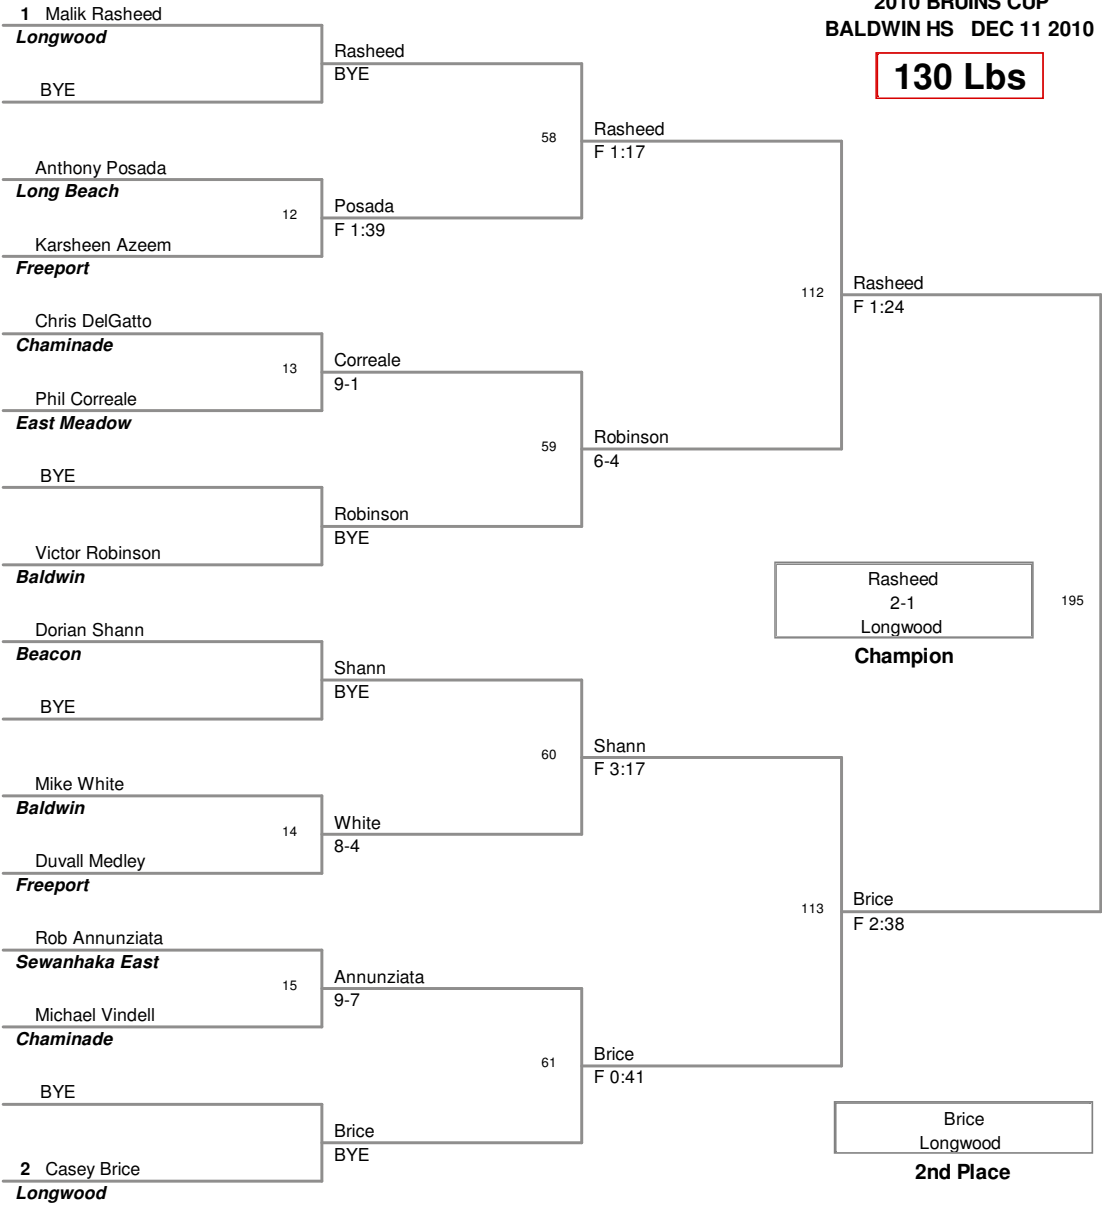 2010 BRUINS CUP
BALDWIN HS DEC 11 2010
130 Lbs
1 Malik Rasheed
Longwood
BYE
Anthony Posada
Long Beach
12
Karsheen Azeem
Freeport
Chris DelGatto
Chaminade
13
Phil Correale
East Meadow
BYE
Victor Robinson
Baldwin
Dorian Shann
Beacon
BYE
Mike White
Baldwin
14
Duvall Medley
Freeport
Rob Annunziata
Sewanhaka East
15
Michael Vindell
Chaminade
BYE
2 Casey Brice
Longwood
Rasheed
BYE
58
Posada
F 1:39
Correale
9-1
59
Robinson
BYE
Shann
BYE
60
White
8-4
Annunziata
9-7
61
Brice
BYE
Rasheed
F 1:17
112
Robinson
6-4
Shann
F 3:17
113
Brice
F 0:41
Rasheed
F 1:24
195
Brice
F 2:38
Rasheed
2-1
Longwood
Champion
Brice
Longwood
2nd Place